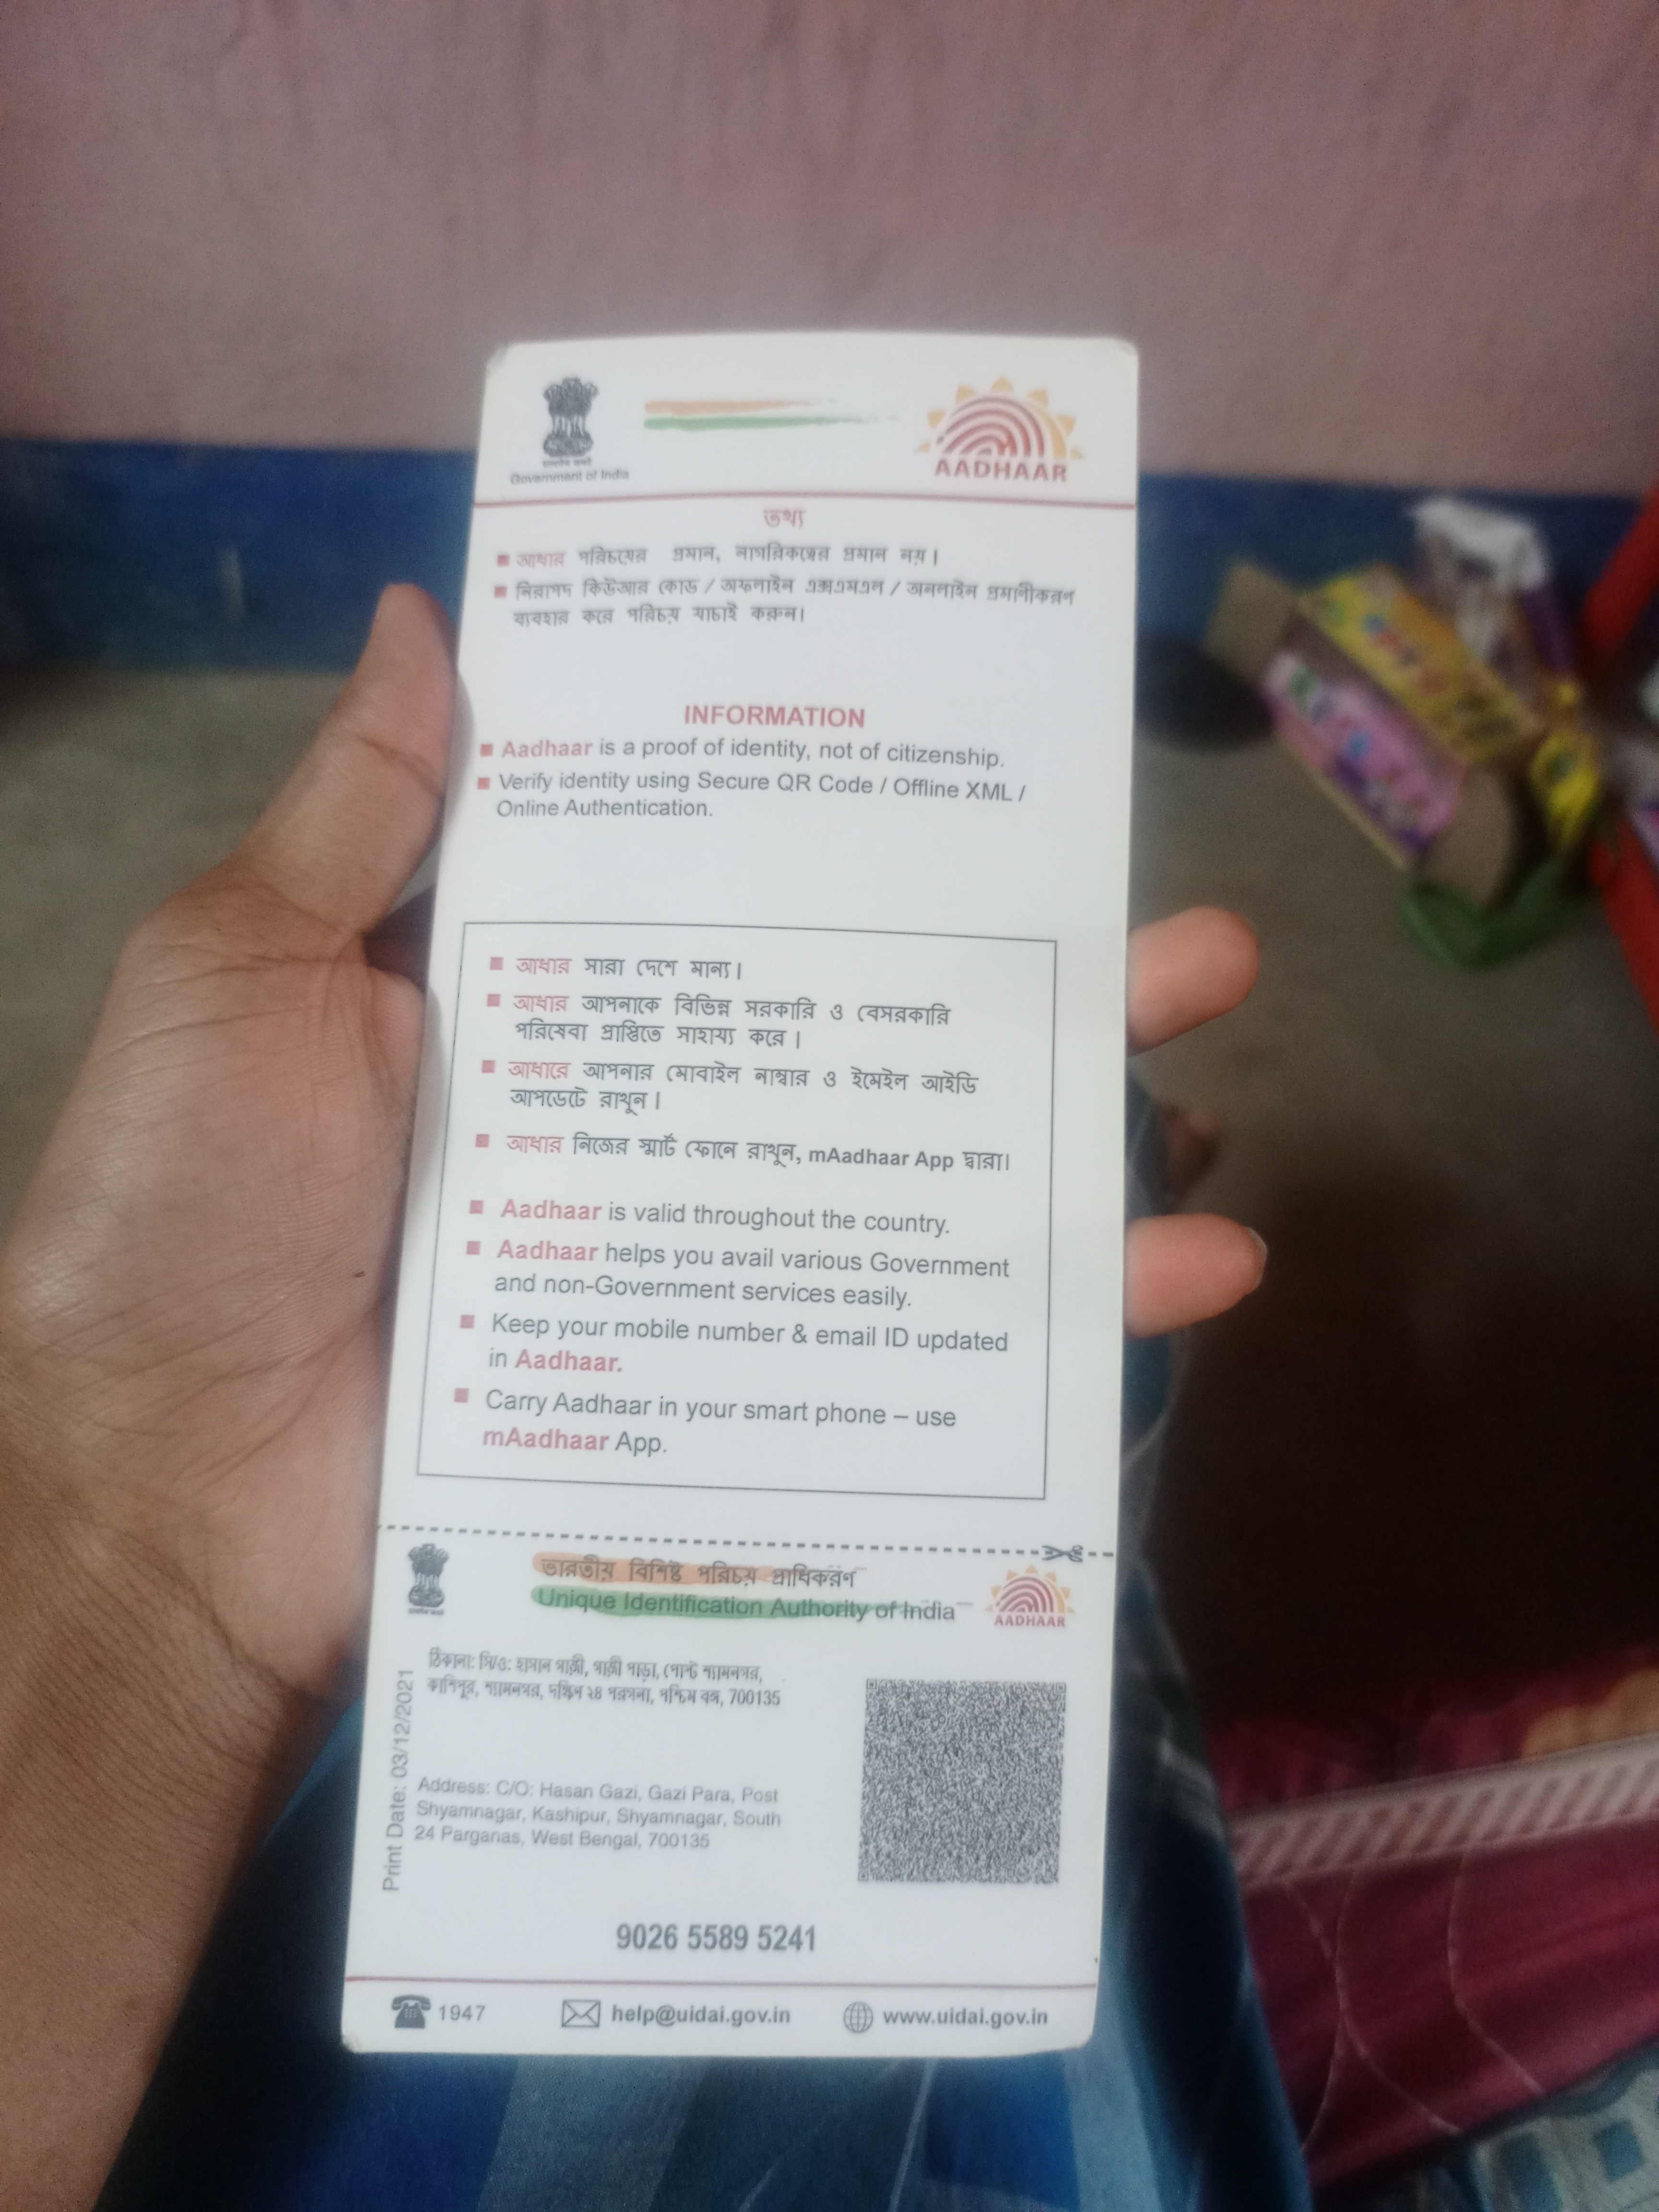 Government of India
AADHAAR
তথ্য
আধার পরিচয়ের প্রমান, নাগরিকত্বের প্রমান নয়।
নিরাপদ কিউআর কোড / অফলাইন এক্সএমএল / অনলাইন প্রমাণীকরণ
ব্যবহার করে পরিচয় যাচাই করুন।
INFORMATION
Aadhaar is a proof of identity, not of citizenship.
Verify identity using Secure QR Code / Offline XML /
Online Authentication.
আধার সারা দেশে মান্য।
আধার আপনাকে বিভিন্ন সরকারি ও বেসরকারি
পরিষেবা প্রাপ্তিতে সাহায্য করে।
আধারে আপনার মোবাইল নাম্বার ও ইমেইল আইডি
আপডেটে রাখুন।
আধার নিজের স্মার্ট ফোনে রাখুন, mAadhaar App দ্বারা।
Aadhaar is valid throughout the country.
Aadhaar helps you avail various Government
and non-Government services easily.
Keep your mobile number & email ID updated
in Aadhaar.
Carry Aadhaar in your smart phone – use
mAadhaar App.
ভারতীয় বিশিষ্ট পরিচয় প্রাধিকরণ
Unique Identification Authority of India
AADHAAR
ঠিকানা: সি/ও: হাসান গাজী, গাজী পাড়া, পোস্ট শ্যামনগর,
কাশিপুর, শ্যামনগর, দক্ষিণ ২৪ পরগনা, পশ্চিম বঙ্গ, 700135
Print Date: 03/12/2021
Address: C/O: Hasan Gazi, Gazi Para, Post
Shyamnagar, Kashipur, Shyamnagar, South
24 Parganas, West Bengal, 700135
9026 5589 5241
1947
help@uidai.gov.in
www.uidai.gov.in